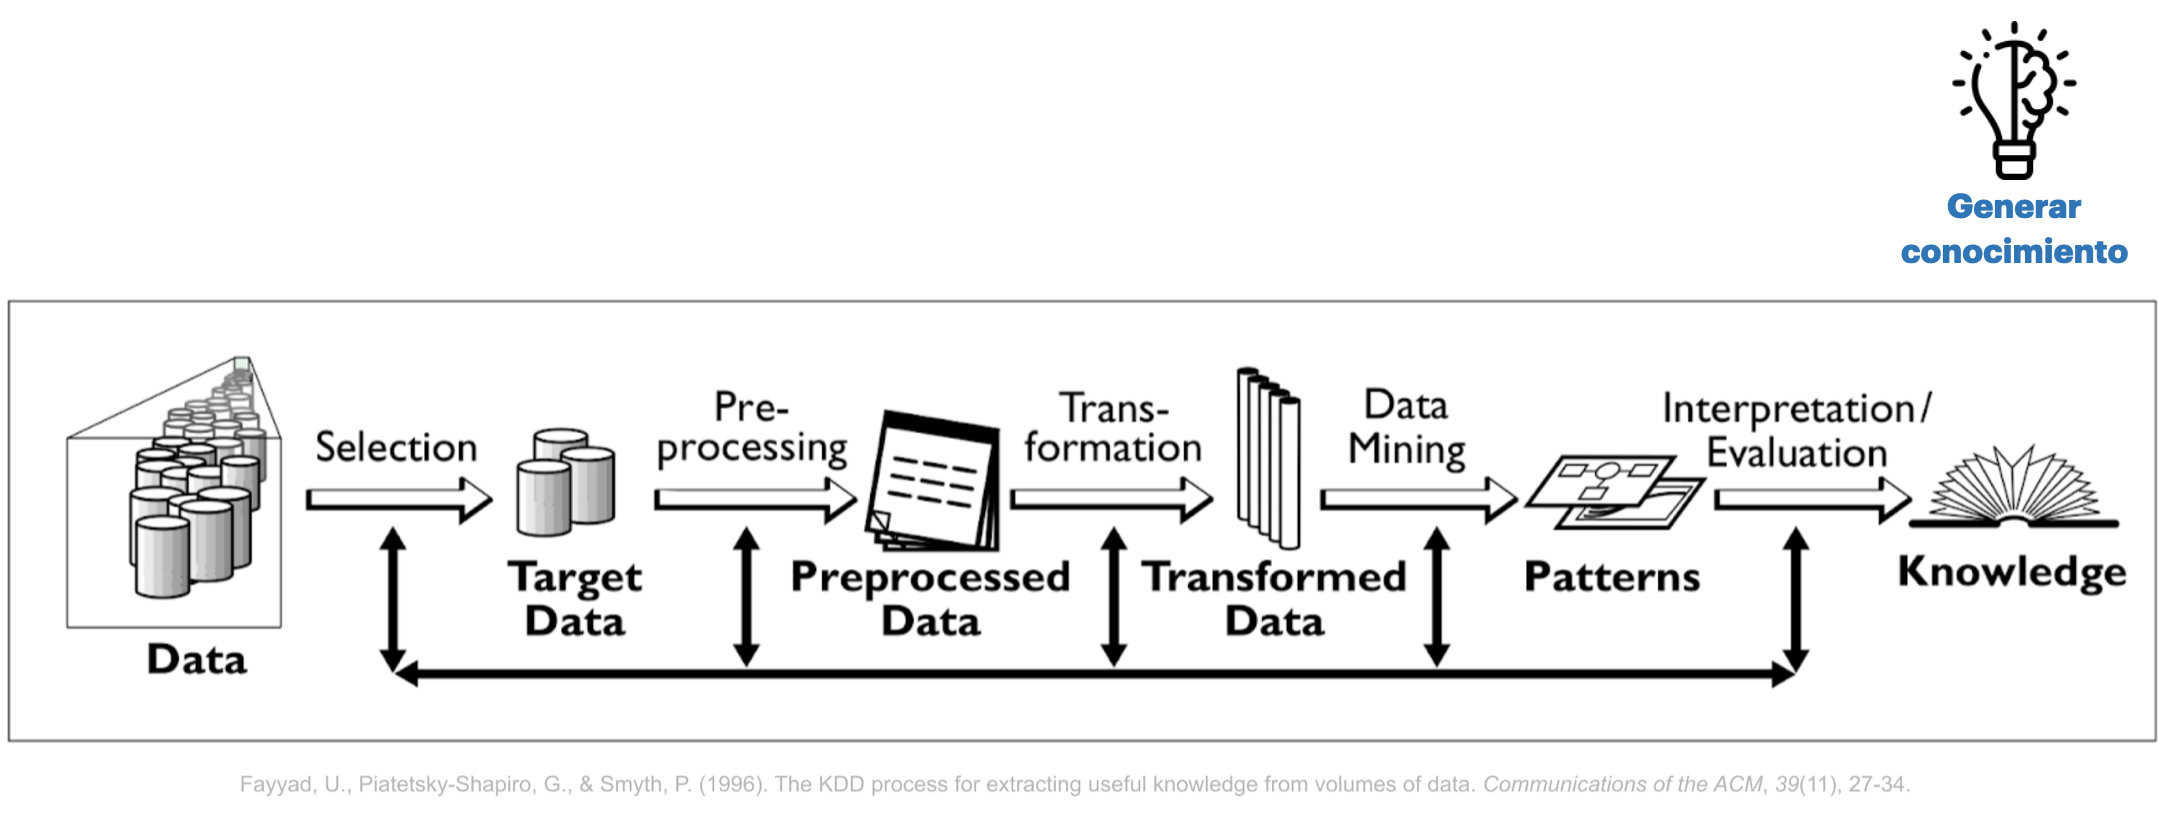 Generar
conocimiento
Selection
Pre-
processing
Trans-
formation
Data
Mining
Interpretation/
Evaluation
Data
Target
Data
Preprocessed
Data
Transformed
Data
Patterns
Knowledge
Fayyad, U., Piatetsky-Shapiro, G., & Smyth, P. (1996). The KDD process for extracting useful knowledge from volumes of data. Communications of the ACM, 39(11), 27-34.